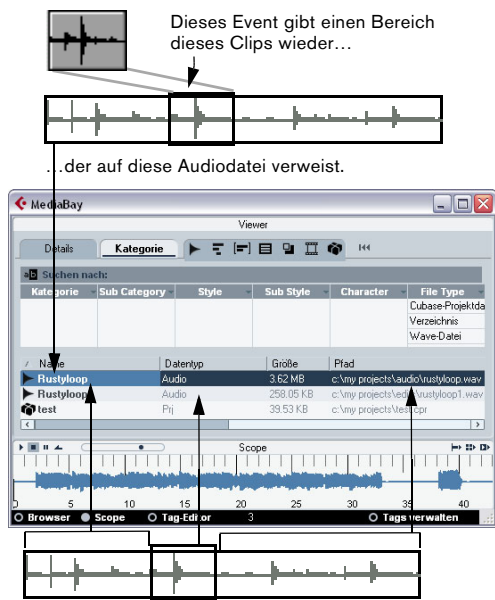 Dieses Event gibt einen Bereich
dieses Clips wieder…
…der auf diese Audiodatei verweist.
MediaBay
Viewer
Details Kategorie
Suchen nach:
Kategorie Sub Category Style Sub Style Character File Type
Cubase-Projektda
Verzeichnis
Wave-Datei
Name Datentyp Größe Pfad
Rustyloop Audio 3.62 MB c:\my projects\audio\rustyloop.wav
Rustyloop Audio 258.05 KB c:\my projects\edit\rustyloop1.wav
test Prj 39.53 KB c:\my projects\test.cpr
Scope
0 5 10 15 20 25 30 35 40
Browser Scope Tag-Editor 3 Tags verwalten